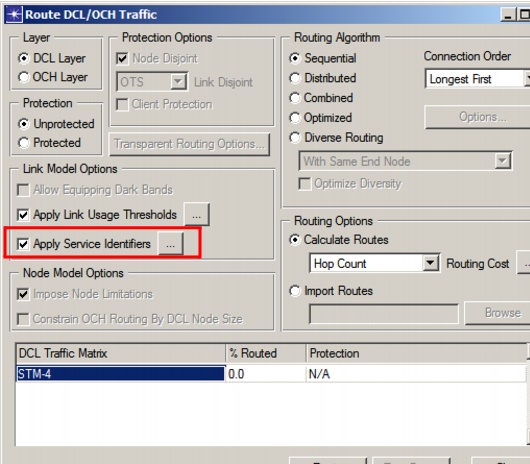 Route DCL/OCH Traffic
Layer
DCL Layer
OCH Layer
Protection Options
Node Disjoint
OTS Link Disjoint
Client Protection
Protection
Unprotected
Protected
Transparent Routing Options...
Link Model Options
Allow Equipping Dark Bands
Apply Link Usage Thresholds ...
Apply Service Identifiers ...
Node Model Options
Impose Node Limitations
Constrain OCH Routing By DCL Node Size
Routing Algorithm
Sequential
Distributed
Combined
Optimized
Diverse Routing
Connection Order
Longest First
Options...
With Same End Node
Optimize Diversity
Routing Options
Calculate Routes
Hop Count Routing Cost ...
Import Routes
Browse
DCL Traffic Matrix % Routed Protection
STM-4 0.0 N/A